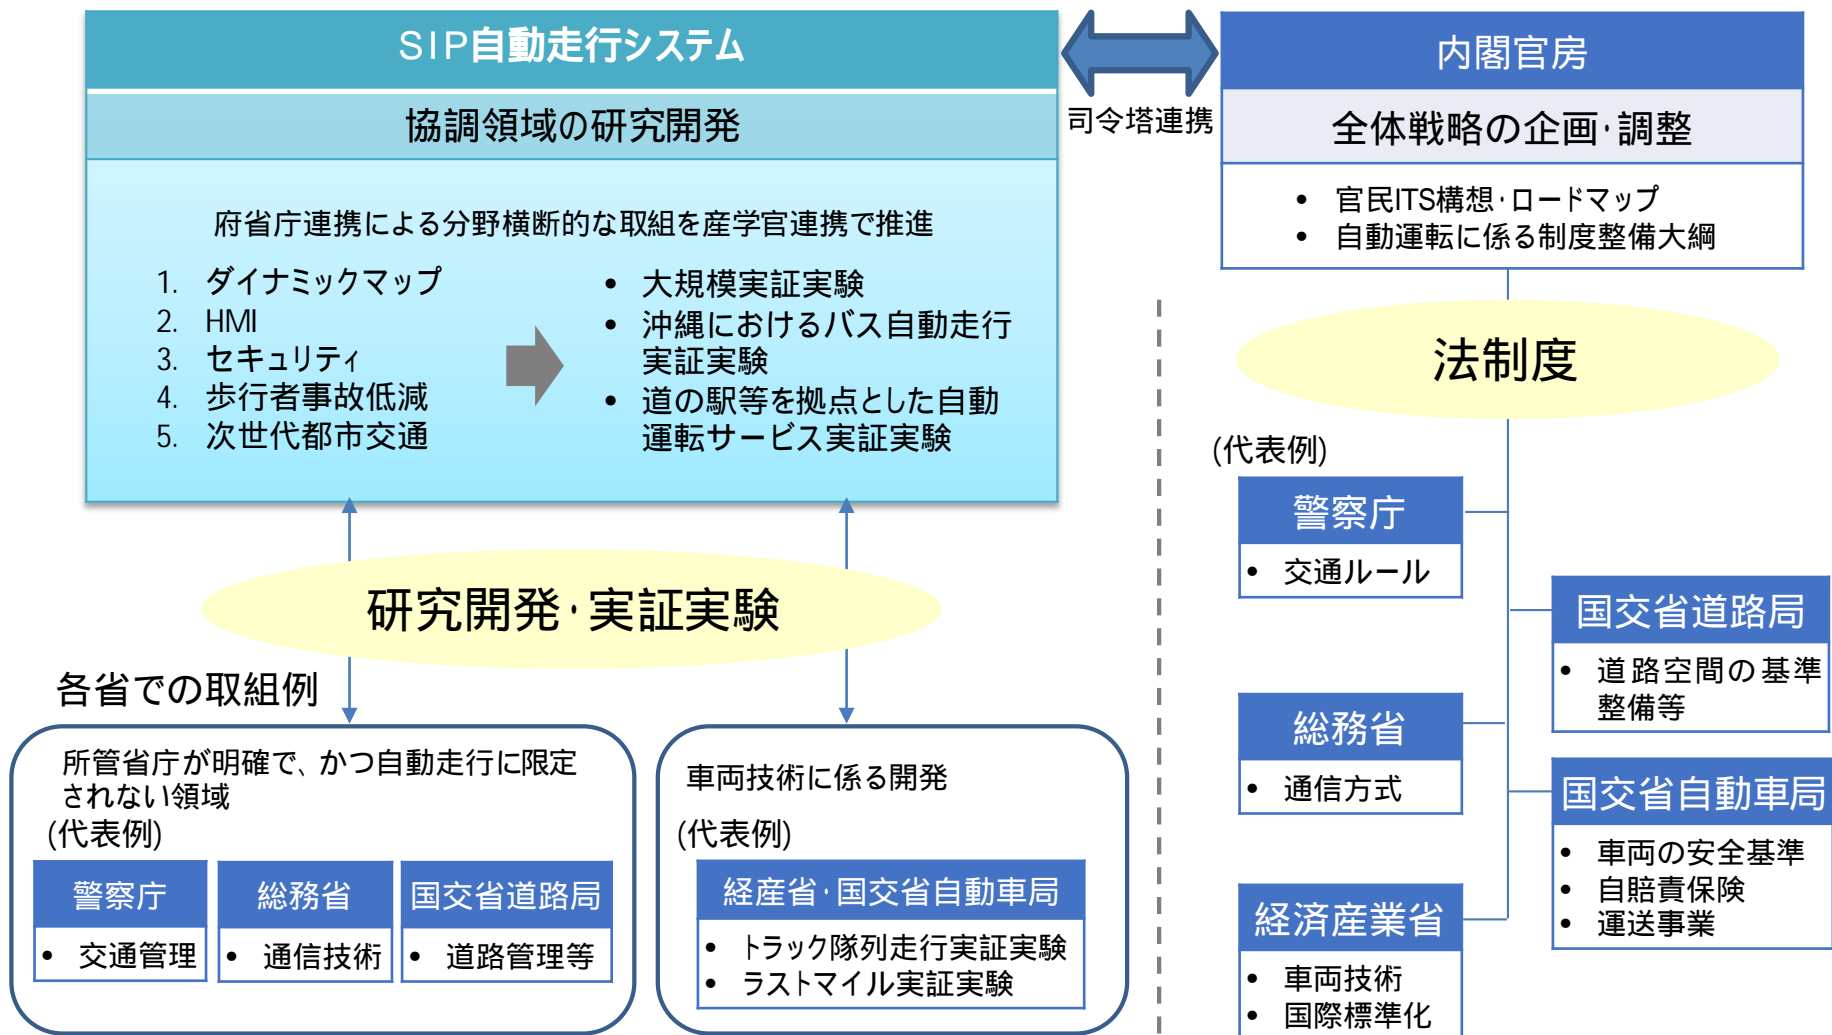 SIP自動走行システム
協調領域の研究開発
府省庁連携による分野横断的な取組を産学官連携で推進
1. ダイナミックマップ
2. HMI
3. セキュリティ
4. 歩行者事故低減
5. 次世代都市交通
• 大規模実証実験
• 沖縄におけるバス自動走行
実証実験
• 道の駅等を拠点とした自動
運転サービス実証実験
司令塔連携
内閣官房
全体戦略の企画・調整
• 官民ITS構想・ロードマップ
• 自動運転に係る制度整備大綱
研究開発・実証実験
各省での取組例
所管省庁が明確で、かつ自動走行に限定
されない領域
(代表例)
警察庁
• 交通管理
総務省
• 通信技術
国交省道路局
• 道路管理等
車両技術に係る開発
(代表例)
経産省・国交省自動車局
• トラック隊列走行実証実験
• ラストマイル実証実験
法制度
(代表例)
警察庁
• 交通ルール
国交省道路局
• 道路空間の基準
整備等
総務省
• 通信方式
国交省自動車局
• 車両の安全基準
• 自賠責保険
• 運送事業
経済産業省
• 車両技術
• 国際標準化